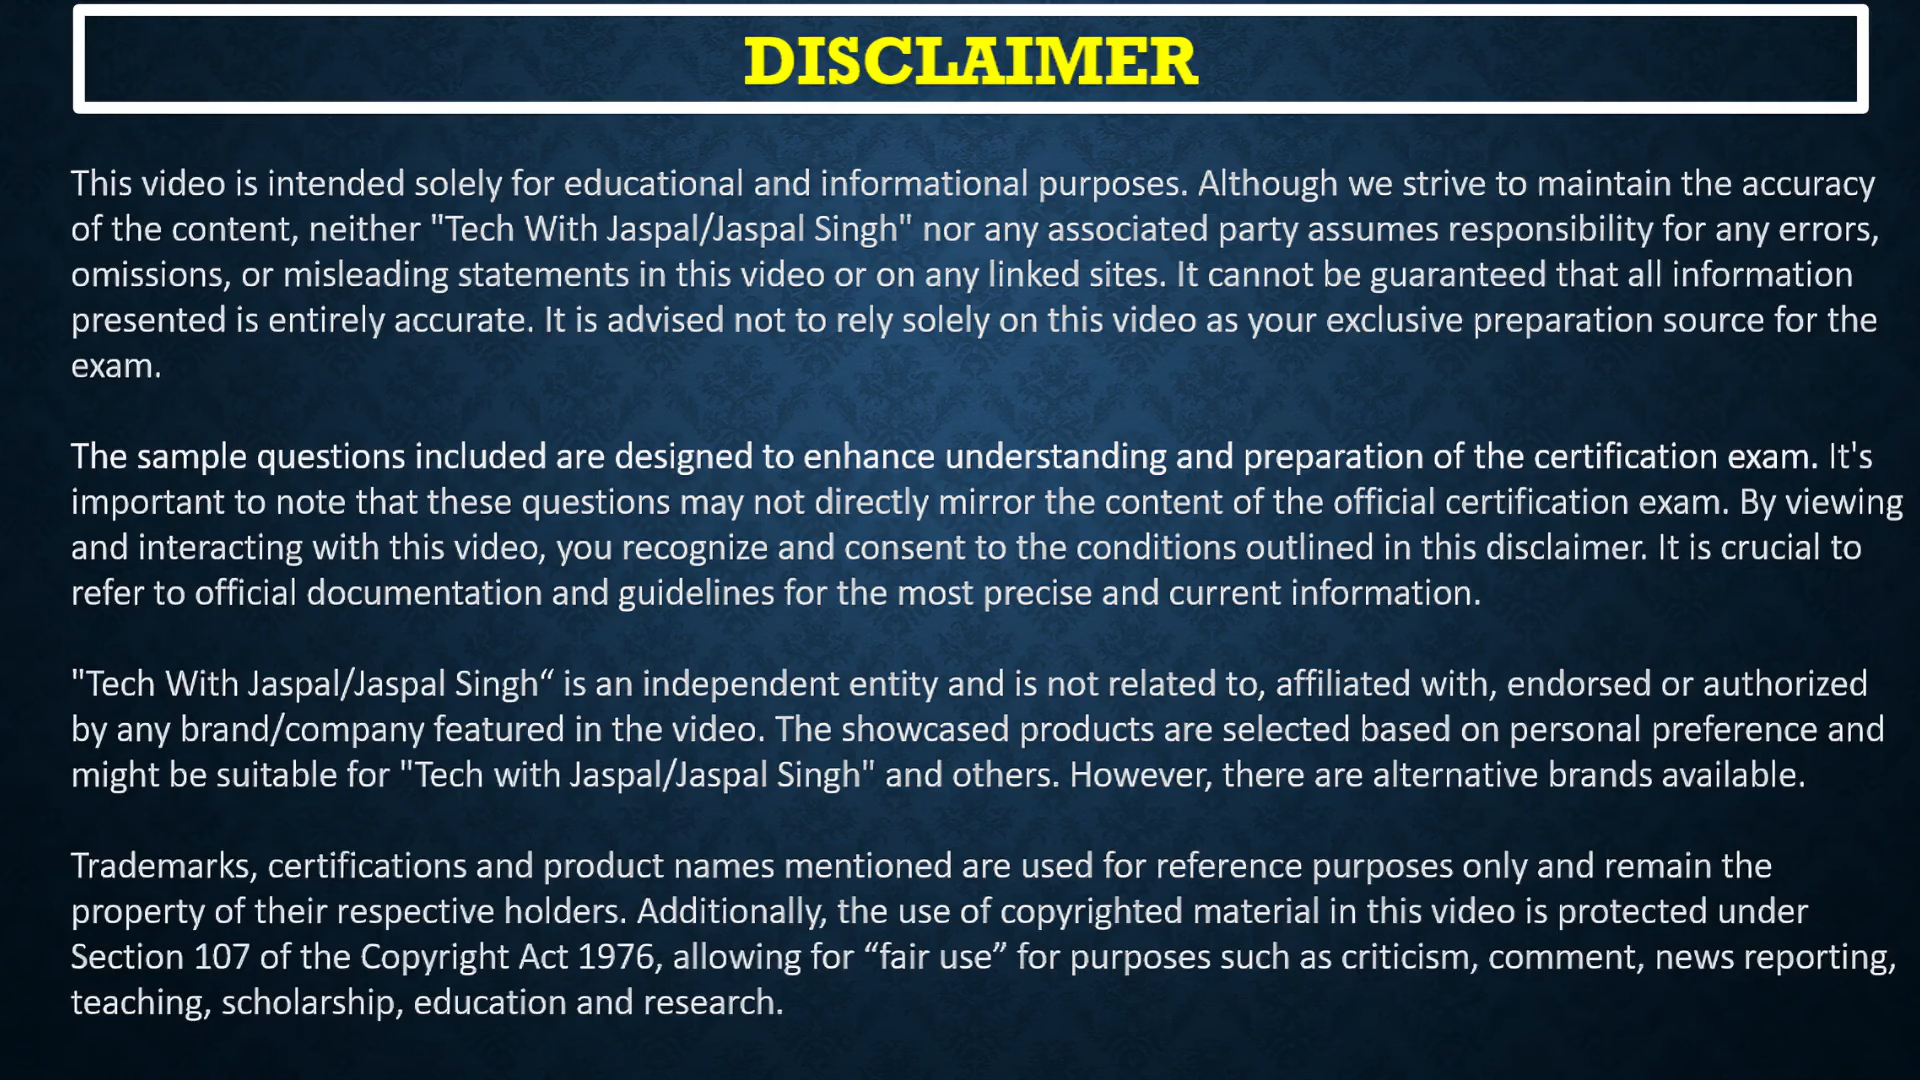 DISCLAIMER
This video is intended solely for educational and informational purposes. Although we strive to maintain the accuracy
of the content, neither "Tech With Jaspal/Jaspal Singh" nor any associated party assumes responsibility for any errors,
omissions, or misleading statements in this video or on any linked sites. It cannot be guaranteed that all information
presented is entirely accurate. It is advised not to rely solely on this video as your exclusive preparation source for the
exam.
The sample questions included are designed to enhance understanding and preparation of the certification exam. It's
important to note that these questions may not directly mirror the content of the official certification exam. By viewing
and interacting with this video, you recognize and consent to the conditions outlined in this disclaimer. It is crucial to
refer to official documentation and guidelines for the most precise and current information.
"Tech With Jaspal/Jaspal Singh“ is an independent entity and is not related to, affiliated with, endorsed or authorized
by any brand/company featured in the video. The showcased products are selected based on personal preference and
might be suitable for "Tech with Jaspal/Jaspal Singh" and others. However, there are alternative brands available.
Trademarks, certifications and product names mentioned are used for reference purposes only and remain the
property of their respective holders. Additionally, the use of copyrighted material in this video is protected under
Section 107 of the Copyright Act 1976, allowing for “fair use” for purposes such as criticism, comment, news reporting,
teaching, scholarship, education and research.